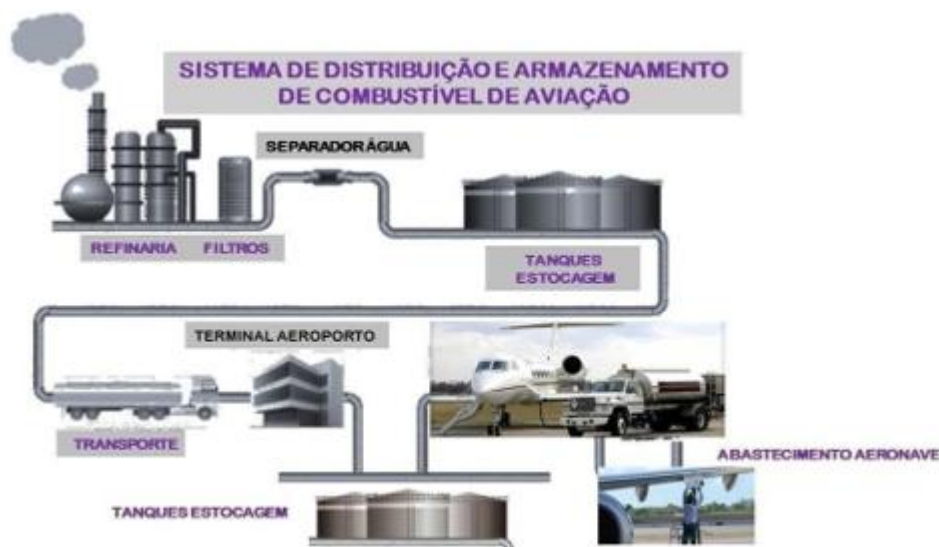 SISTEMA DE DISTRIBUIÇÃO E ARMAZENAMENTO
DE COMBUSTÍVEL DE AVIAÇÃO
SEPARADOR ÁGUA
REFINARIA
FILTROS
TANQUES
ESTOCAGEM
TERMINAL AEROPORTO
TRANSPORTE
ABASTECIMENTO AERONAVE
TANQUES ESTOCAGEM